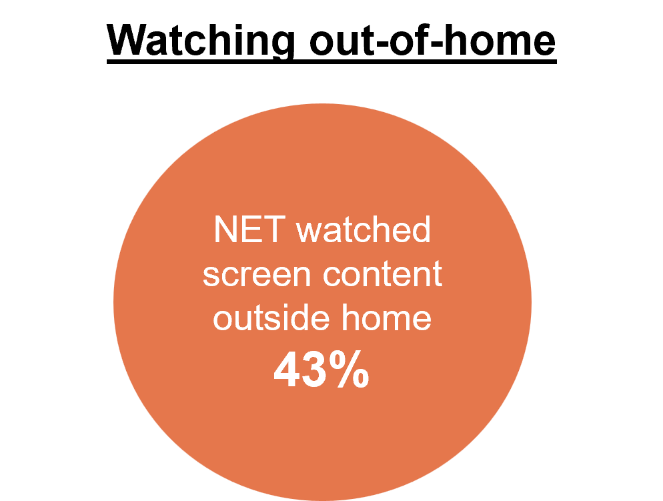 Watching out-of-home
NET watched
screen content
outside home
43%